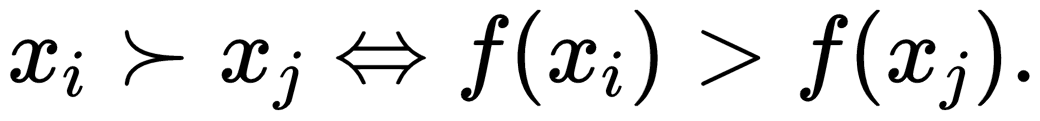 x_i ≻ x_j ⇔ f(x_i) > f(x_j).